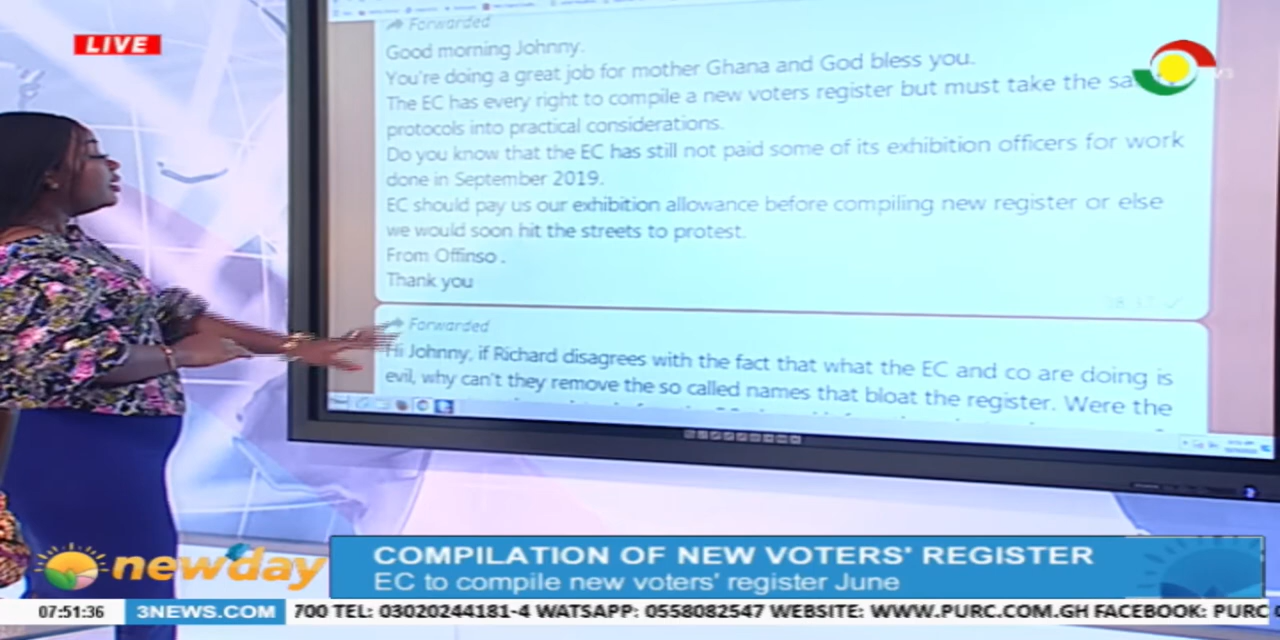 LIVE
Forwarded
Good morning Johnny.
You're doing a great job for mother Ghana and God bless you.
The EC has every right to compile a new voters register but must take the
protocols into practical considerations.
Do you know that the EC has still not paid some of its exhibition officers for work
done in September 2019.
EC should pay us our exhibition allowance before compiling new register or else
we would soon hit the streets to protest.
From Offinso.
Thank you
Forwarded
Hi Johnny, if Richard disagrees with the fact that what the EC and co are doing is
evil, why can't they remove the so called names that bloat the register. Were the
newday
COMPILATION OF NEW VOTERS' REGISTER
EC to compile new voters' register June
07:51:36
3NEWS.COM
700 TEL: 03020244181-4 WATSAPP: 0558082547 WEBSITE: WWW.PURC.COM.GH FACEBOOK: PURC